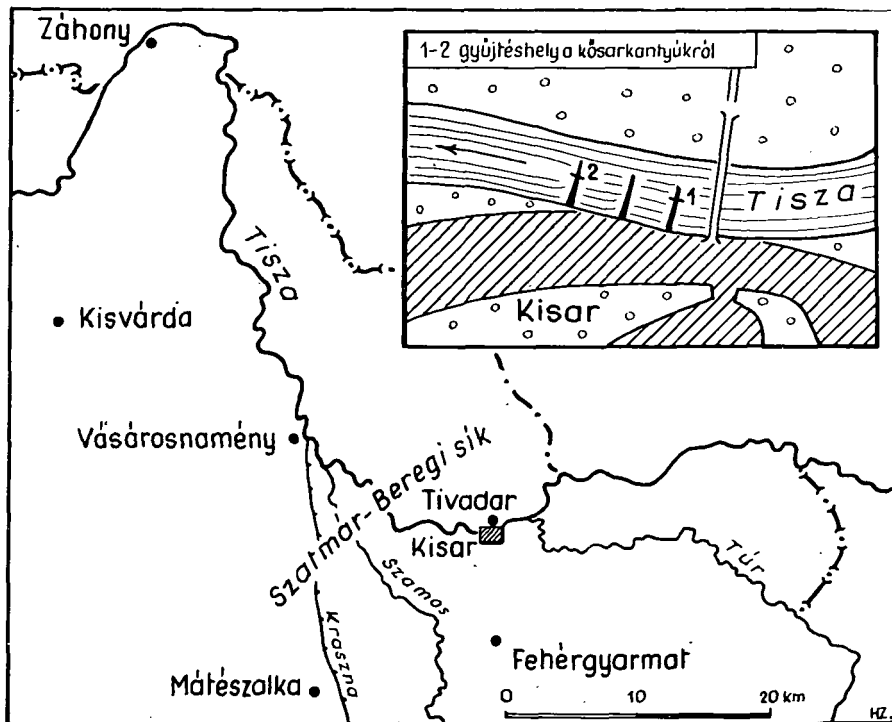 Záhony
1-2 gyűjtéshely a kősarkantyúkról
2
1
Tisza
Kisar
Tisza
Kisvárda
Vásárosnamény
Szatmár-Beregi sík
Tivadar
Kisar
Túr
Szamos
Kraszna
Fehérgyarmat
Mátészalka
0 10 20 km
HZ.